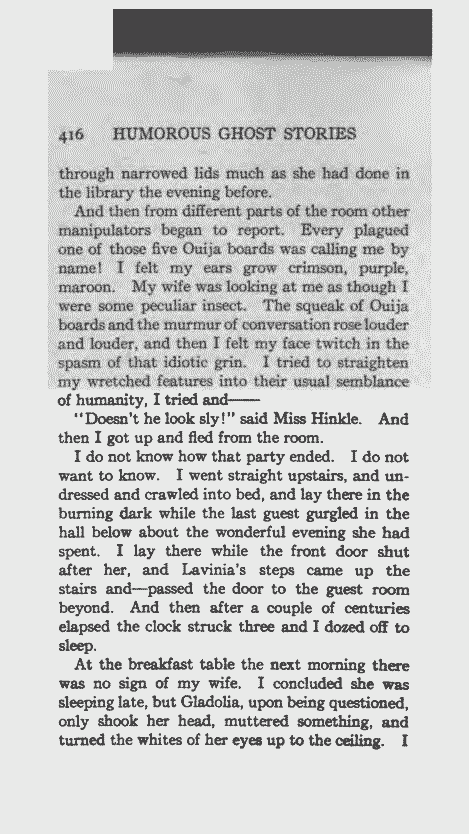 416 HUMOROUS GHOST STORIES
through narrowed lids much as she had done in
the library the evening before.
And then from different parts of the room other
manipulators began to report. Every plagued
one of those five Ouija boards was calling me by
name! I felt my ears grow crimson, purple,
maroon. My wife was looking at me as though I
were some peculiar insect. The squeak of Ouija
boards and the murmur of conversation rose louder
and louder, and then I felt my face twitch in the
spasm of that idiotic grin. I tried to straighten
my wretched features into their usual semblance
of humanity, I tried and——
"Doesn't he look sly!" said Miss Hinkle. And
then I got up and fled from the room.
I do not know how that party ended. I do not
want to know. I went straight upstairs, and un-
dressed and crawled into bed, and lay there in the
burning dark while the last guest gurgled in the
hall below about the wonderful evening she had
spent. I lay there while the front door shut
after her, and Lavinia's steps came up the
stairs and—passed the door to the guest room
beyond. And then after a couple of centuries
elapsed the clock struck three and I dozed off to
sleep.
At the breakfast table the next morning there
was no sign of my wife. I concluded she was
sleeping late, but Gladolia, upon being questioned,
only shook her head, muttered something, and
turned the whites of her eyes up to the ceiling. I